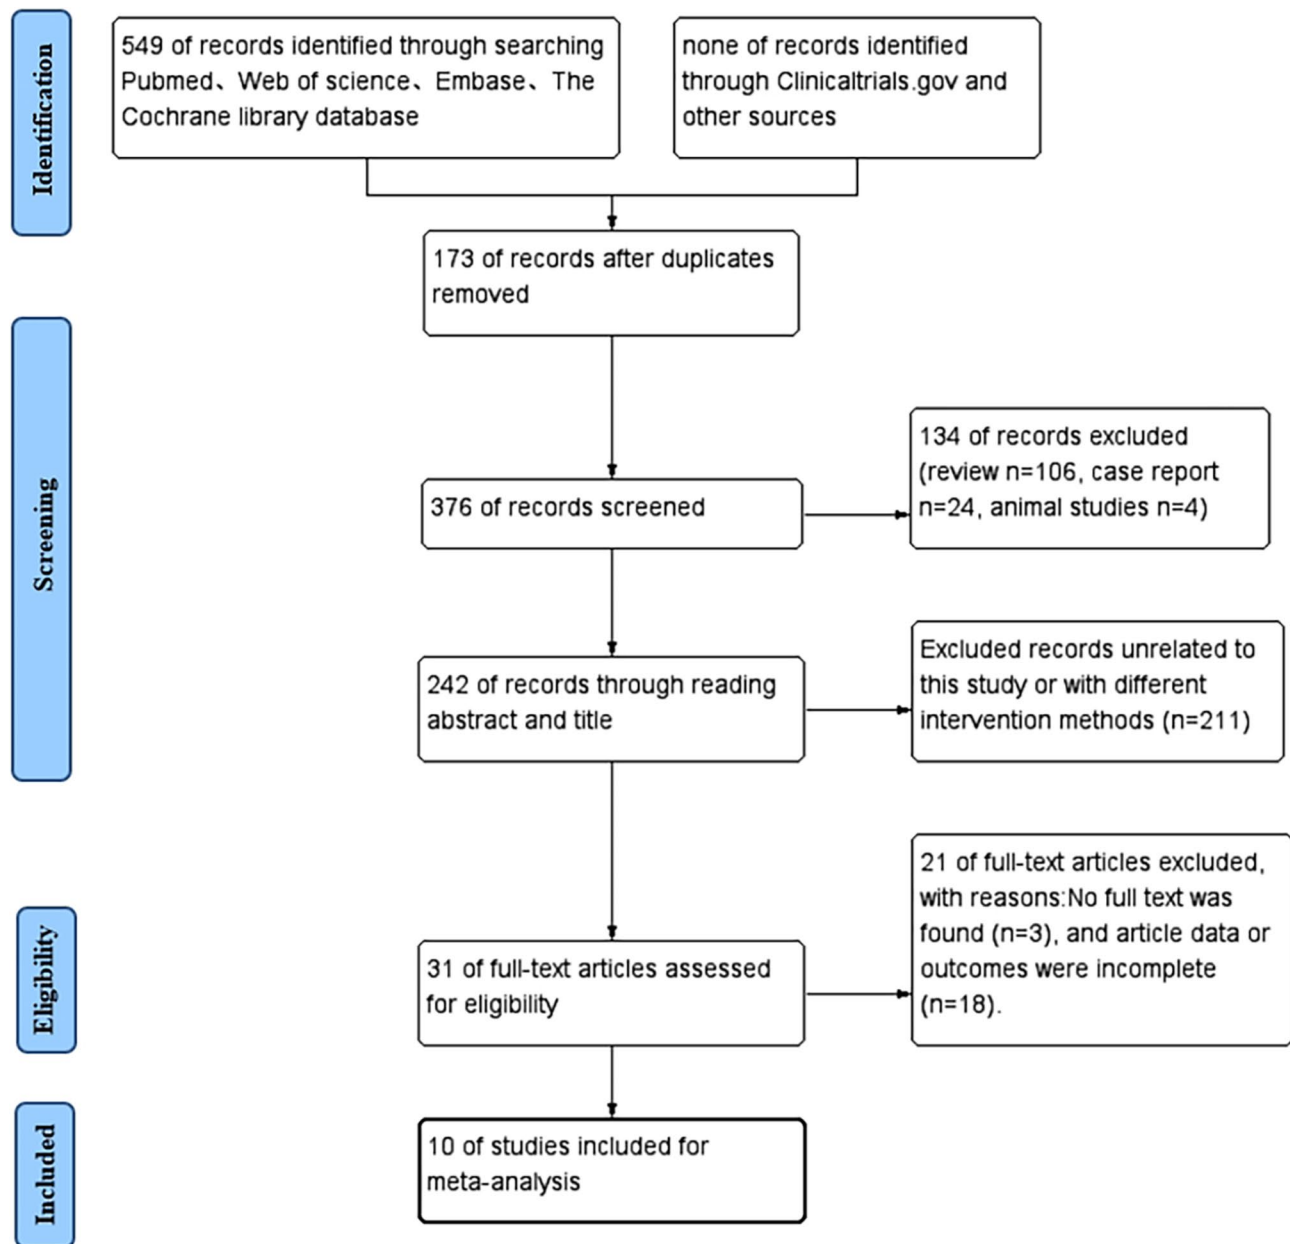 Identification
549 of records identified through searching
Pubmed、Web of science、Embase、The
Cochrane library database
none of records identified
through Clinicaltrials.gov and
other sources
173 of records after duplicates
removed
Screening
376 of records screened
134 of records excluded
(review n=106, case report
n=24, animal studies n=4)
242 of records through reading
abstract and title
Excluded records unrelated to
this study or with different
intervention methods (n=211)
Eligibility
31 of full-text articles assessed
for eligibility
21 of full-text articles excluded,
with reasons:No full text was
found (n=3), and article data or
outcomes were incomplete
(n=18).
Included
10 of studies included for
meta-analysis